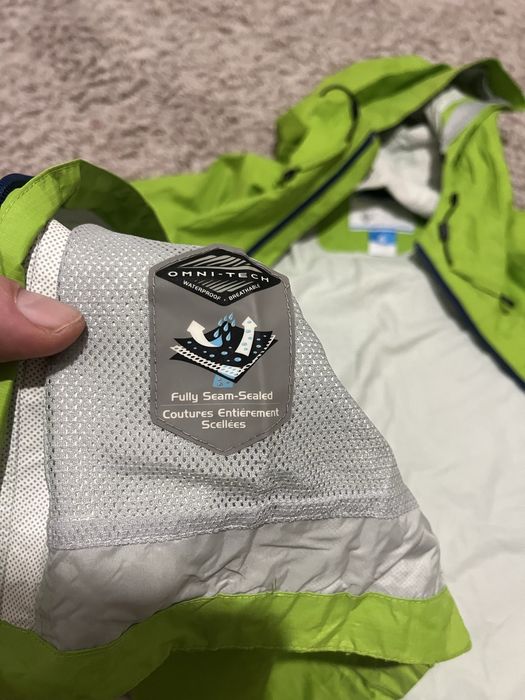 OMNI-TECH
WATERPROOF • BREATHABLE
Fully Seam-Sealed
Coutures Entièrement
Scellées